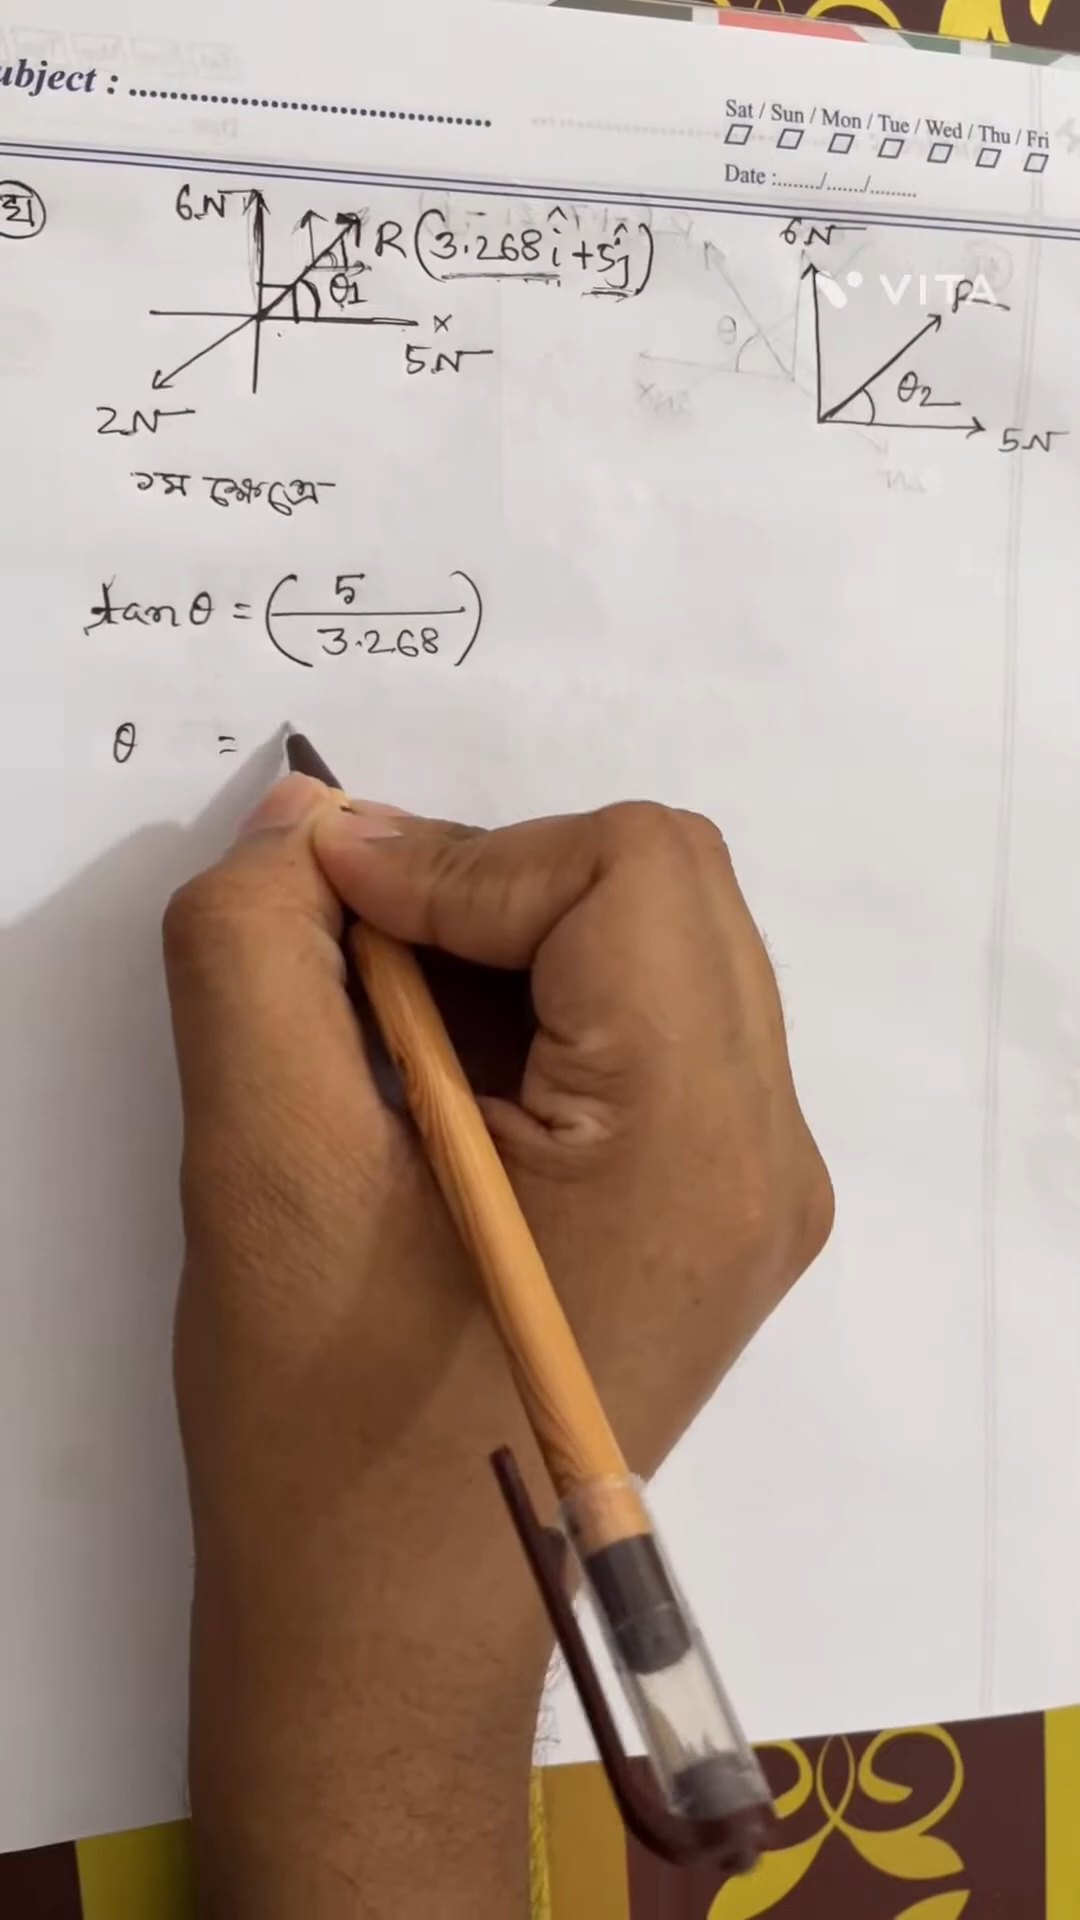 ubject :
Sat / Sun / Mon / Tue / Wed / Thu / Fri
Date :......../......./.........
ঘ
6N
R (3.268î + 5ĵ)
θ1
x
5N
2N
6N
VITA
R
θ2
5N
১ম ক্ষেত্রে
tanθ = (5/3.268)
θ =